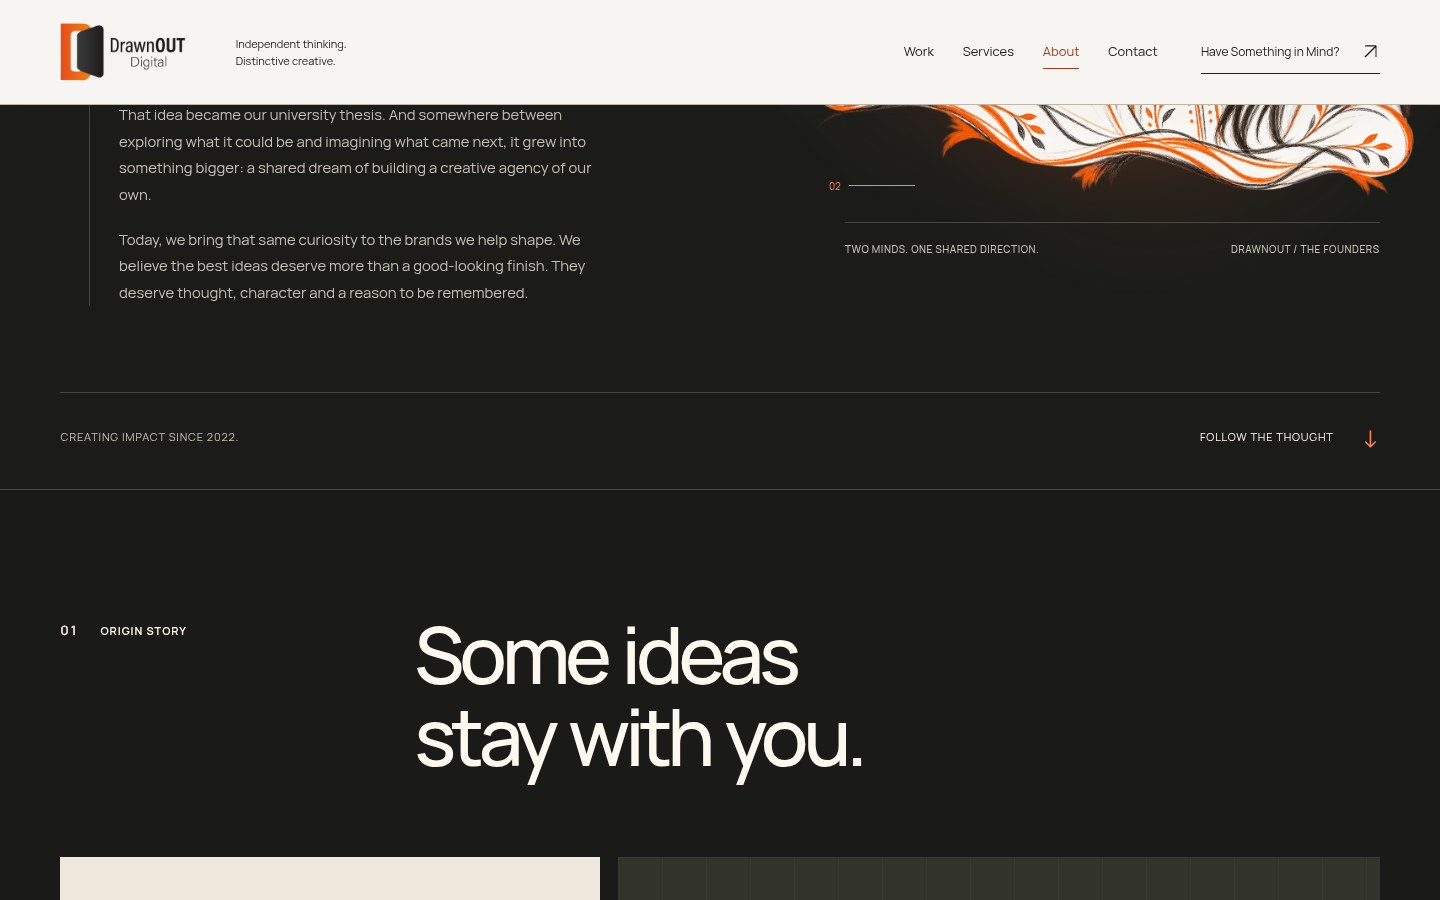 DrawnOUT
Digital
Independent thinking.
Distinctive creative.
Work
Services
About
Contact
Have Something in Mind?
That idea became our university thesis. And somewhere between
exploring what it could be and imagining what came next, it grew into
something bigger: a shared dream of building a creative agency of our
own.
Today, we bring that same curiosity to the brands we help shape. We
believe the best ideas deserve more than a good-looking finish. They
deserve thought, character and a reason to be remembered.
02
TWO MINDS. ONE SHARED DIRECTION.
DRAWNOUT / THE FOUNDERS
CREATING IMPACT SINCE 2022.
FOLLOW THE THOUGHT
01
ORIGIN STORY
Some ideas
stay with you.